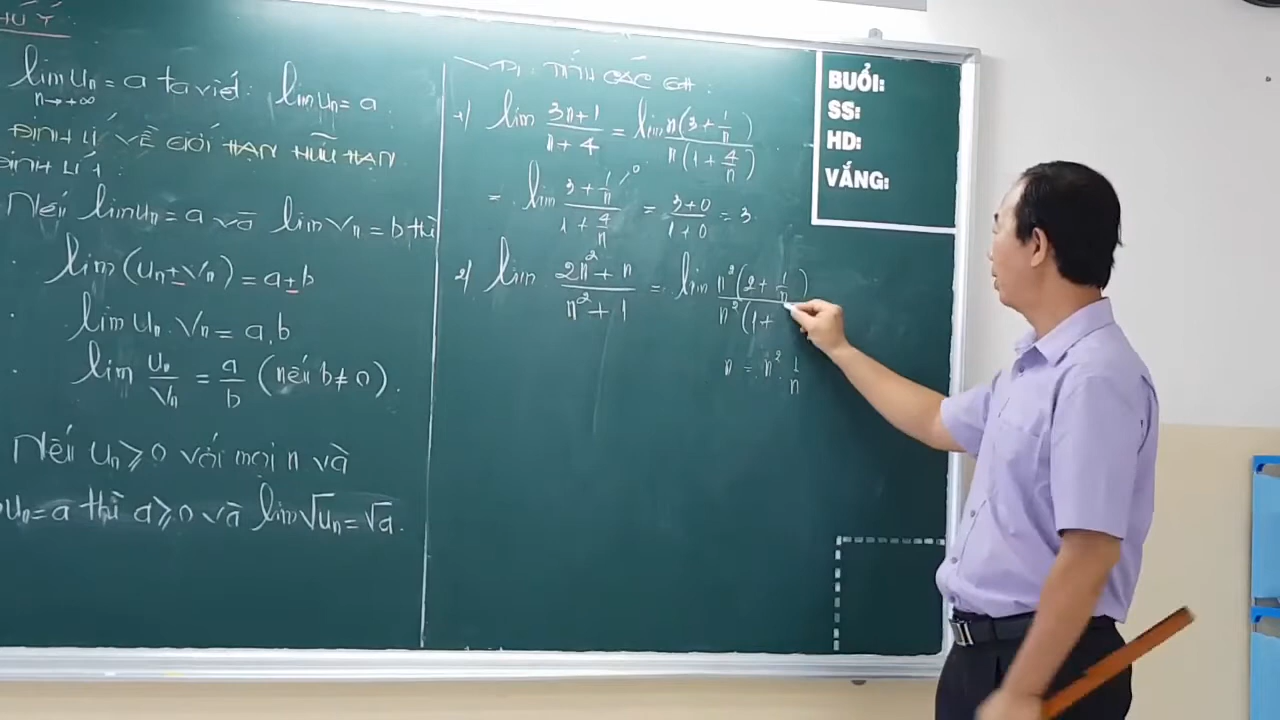 HÚ Ý
lim uₙ = a ta viết: lim uₙ = a
n→+∞
ĐỊNH LÍ VỀ GIỚI HẠN HỮU HẠN
ĐỊNH LÍ 1:
Nếu lim uₙ = a và lim vₙ = b thì
lim (uₙ ± vₙ) = a ± b
lim uₙ . vₙ = a.b
lim uₙ/vₙ = a/b (nếu b ≠ 0).
Nếu uₙ ⩾ 0 với mọi n và
uₙ = a thì a ⩾ 0 và lim √uₙ = √a.
TÍNH CÁC GH:
1) lim (3n+1)/(n+4) = lim n(3 + 1/n)/n(1 + 4/n)
= lim (3 + 1/n)/(1 + 4/n) = (3+0)/(1+0) = 3.
0
2) lim (2n² + n)/(n² + 1) = lim n²(2 + 1/n)/n²(1 +
n = n² . 1/n
BUỔI:
SS:
HD:
VẮNG: